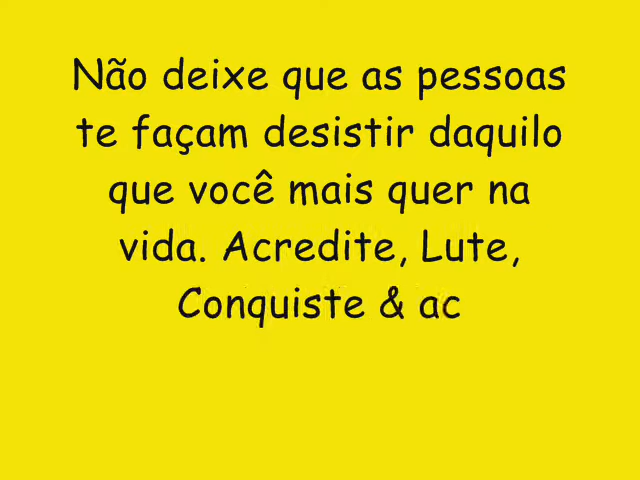 Não deixe que as pessoas
te façam desistir daquilo
que você mais quer na
vida. Acredite, Lute,
Conquiste & ac